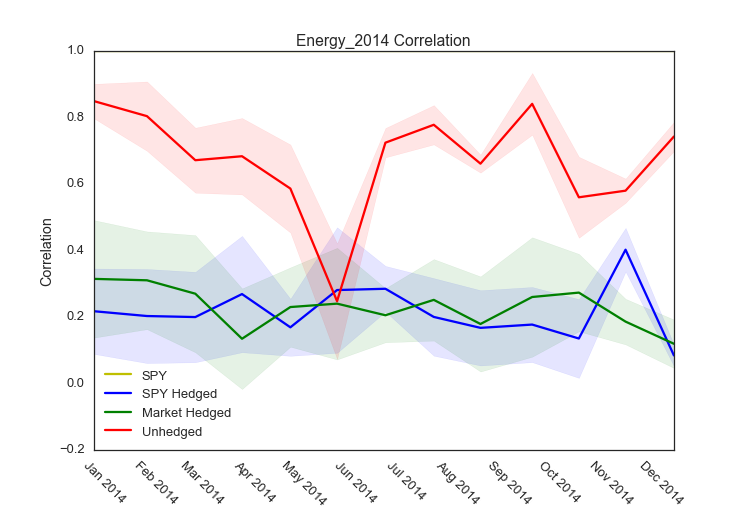 Energy_2014 Correlation
1.0
0.8
0.6
0.4
0.2
0.0
−0.2
Correlation
SPY
SPY Hedged
Market Hedged
Unhedged
Jan 2014
Feb 2014
Mar 2014
Apr 2014
May 2014
Jun 2014
Jul 2014
Aug 2014
Sep 2014
Oct 2014
Nov 2014
Dec 2014